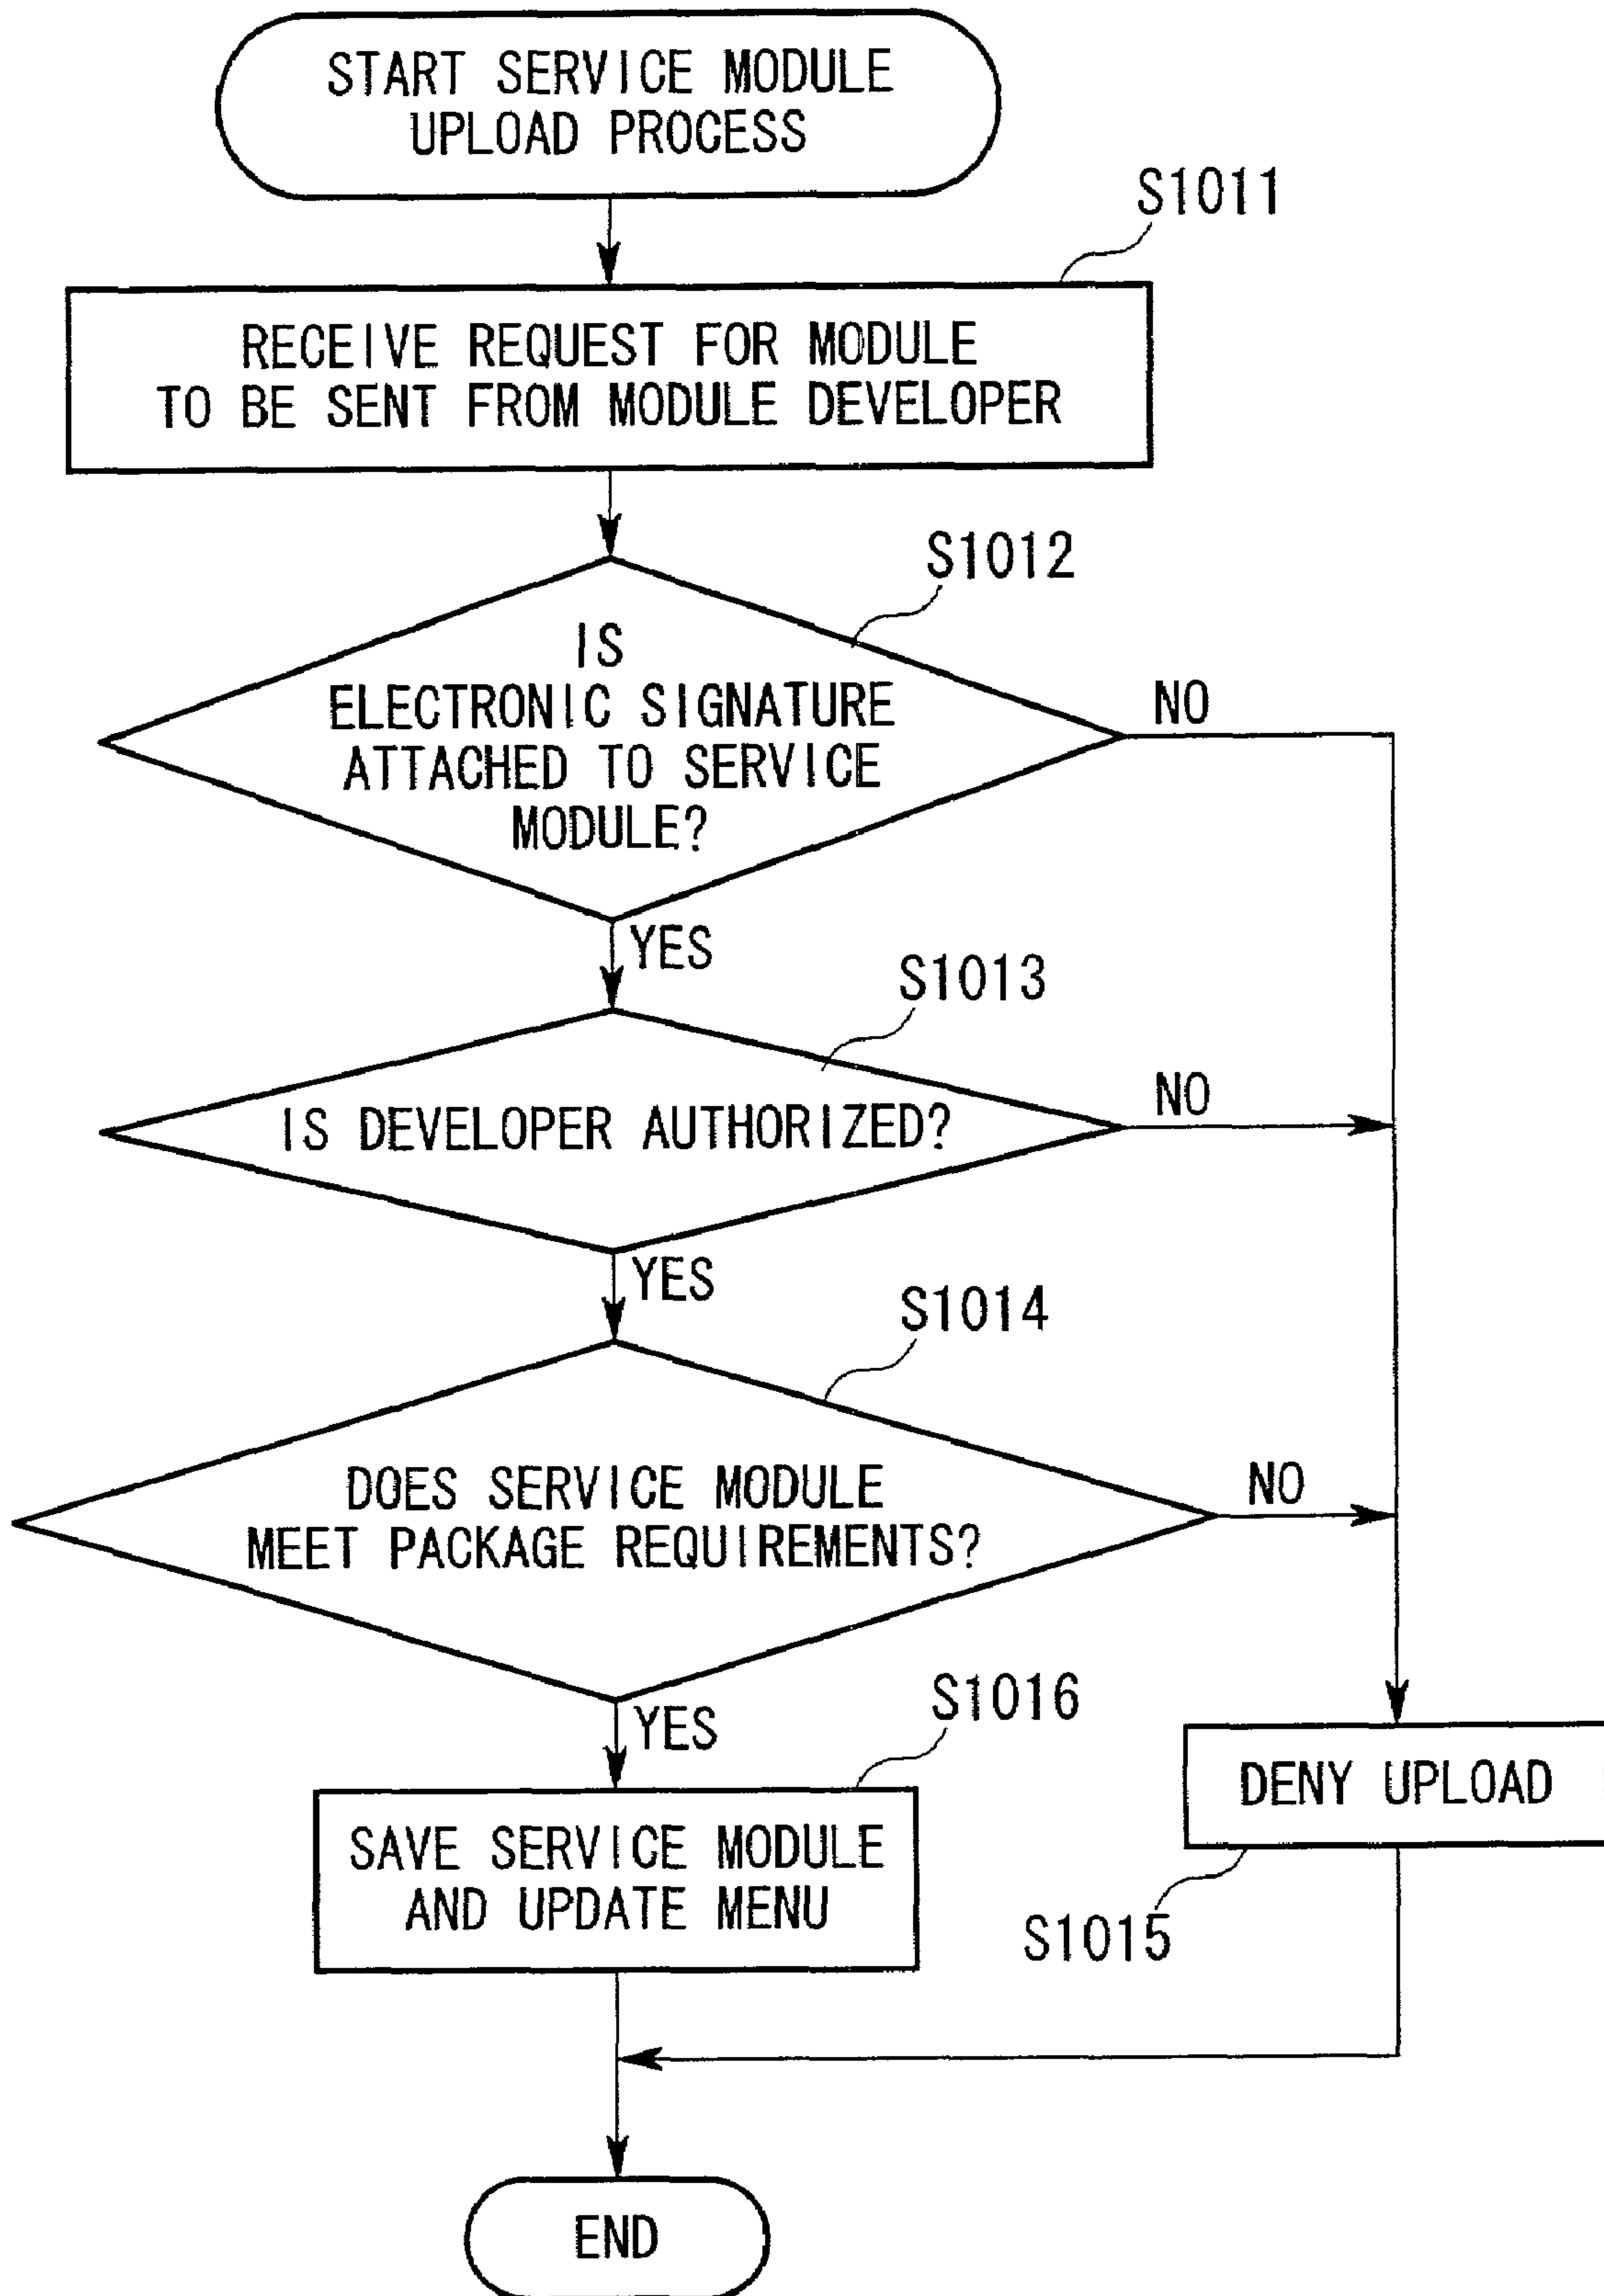 START SERVICE MODULE
UPLOAD PROCESS
S1011
RECEIVE REQUEST FOR MODULE
TO BE SENT FROM MODULE DEVELOPER
S1012
IS
ELECTRONIC SIGNATURE
ATTACHED TO SERVICE
MODULE?
NO
YES
S1013
IS DEVELOPER AUTHORIZED?
NO
YES
S1014
DOES SERVICE MODULE
MEET PACKAGE REQUIREMENTS?
NO
YES
S1016
SAVE SERVICE MODULE
AND UPDATE MENU
DENY UPLOAD
S1015
END